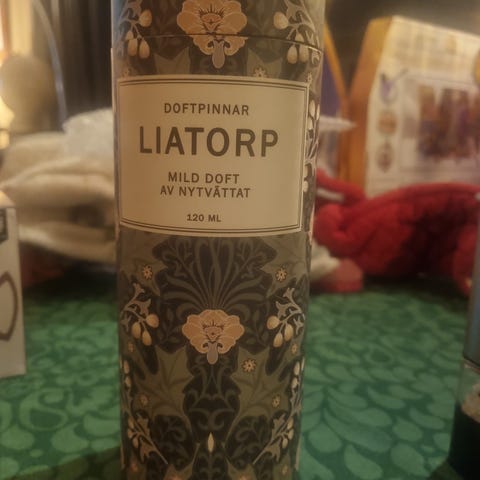 DOFTPINNAR
LIATORP
MILD DOFT
AV NYTVÄTTAT
120 ML